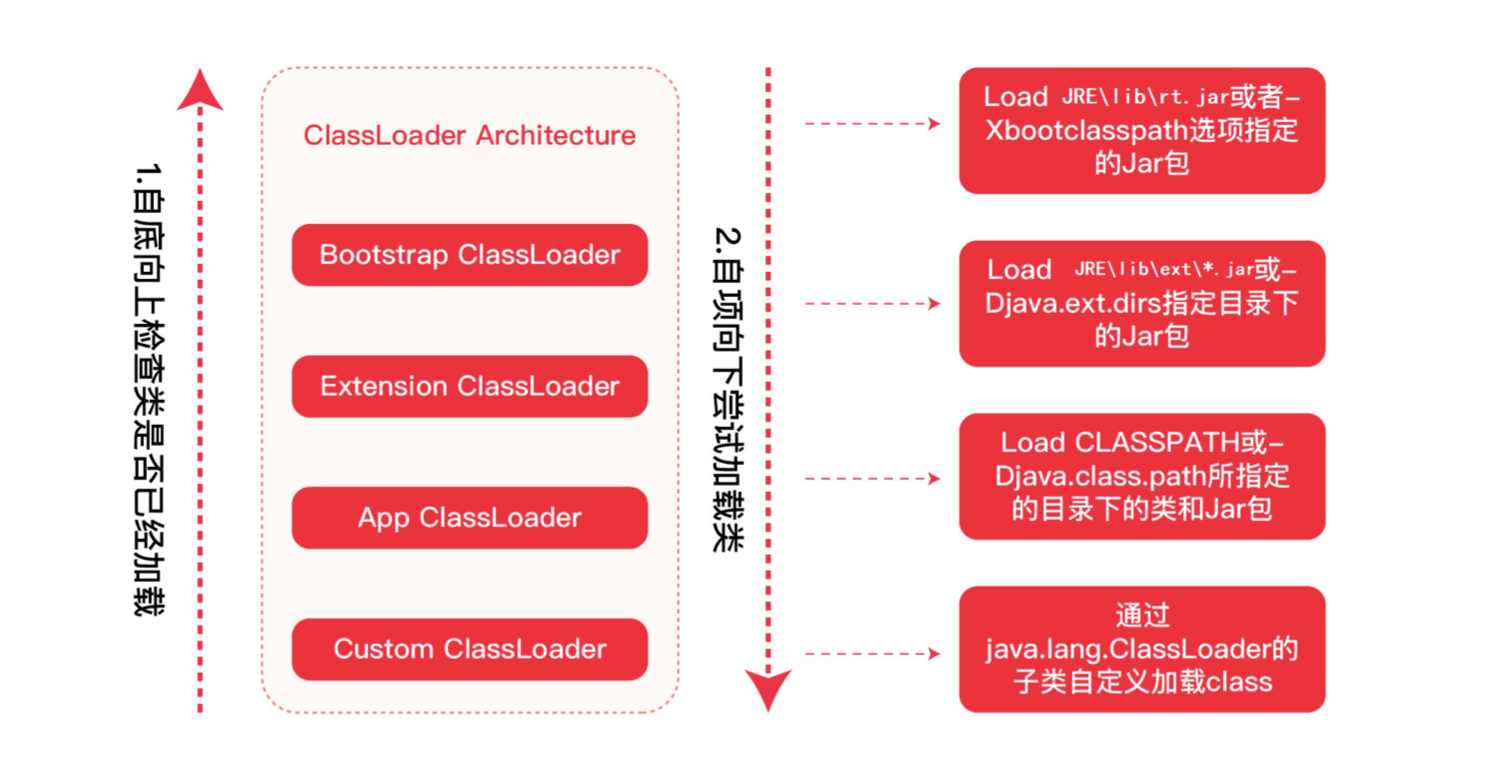 1.自底向上检查类是否已经加载
ClassLoader Architecture
Bootstrap ClassLoader
Extension ClassLoader
App ClassLoader
Custom ClassLoader
2.自项向下尝试加载类
Load JRE\lib\rt.jar或者-
Xbootclasspath选项指定
的Jar包
Load JRE\lib\ext\*.jar或-
Djava.ext.dirs指定目录下
的Jar包
Load CLASSPATH或-
Djava.class.path所指定
的目录下的类和Jar包
通过
java.lang.ClassLoader的
子类自定义加载class